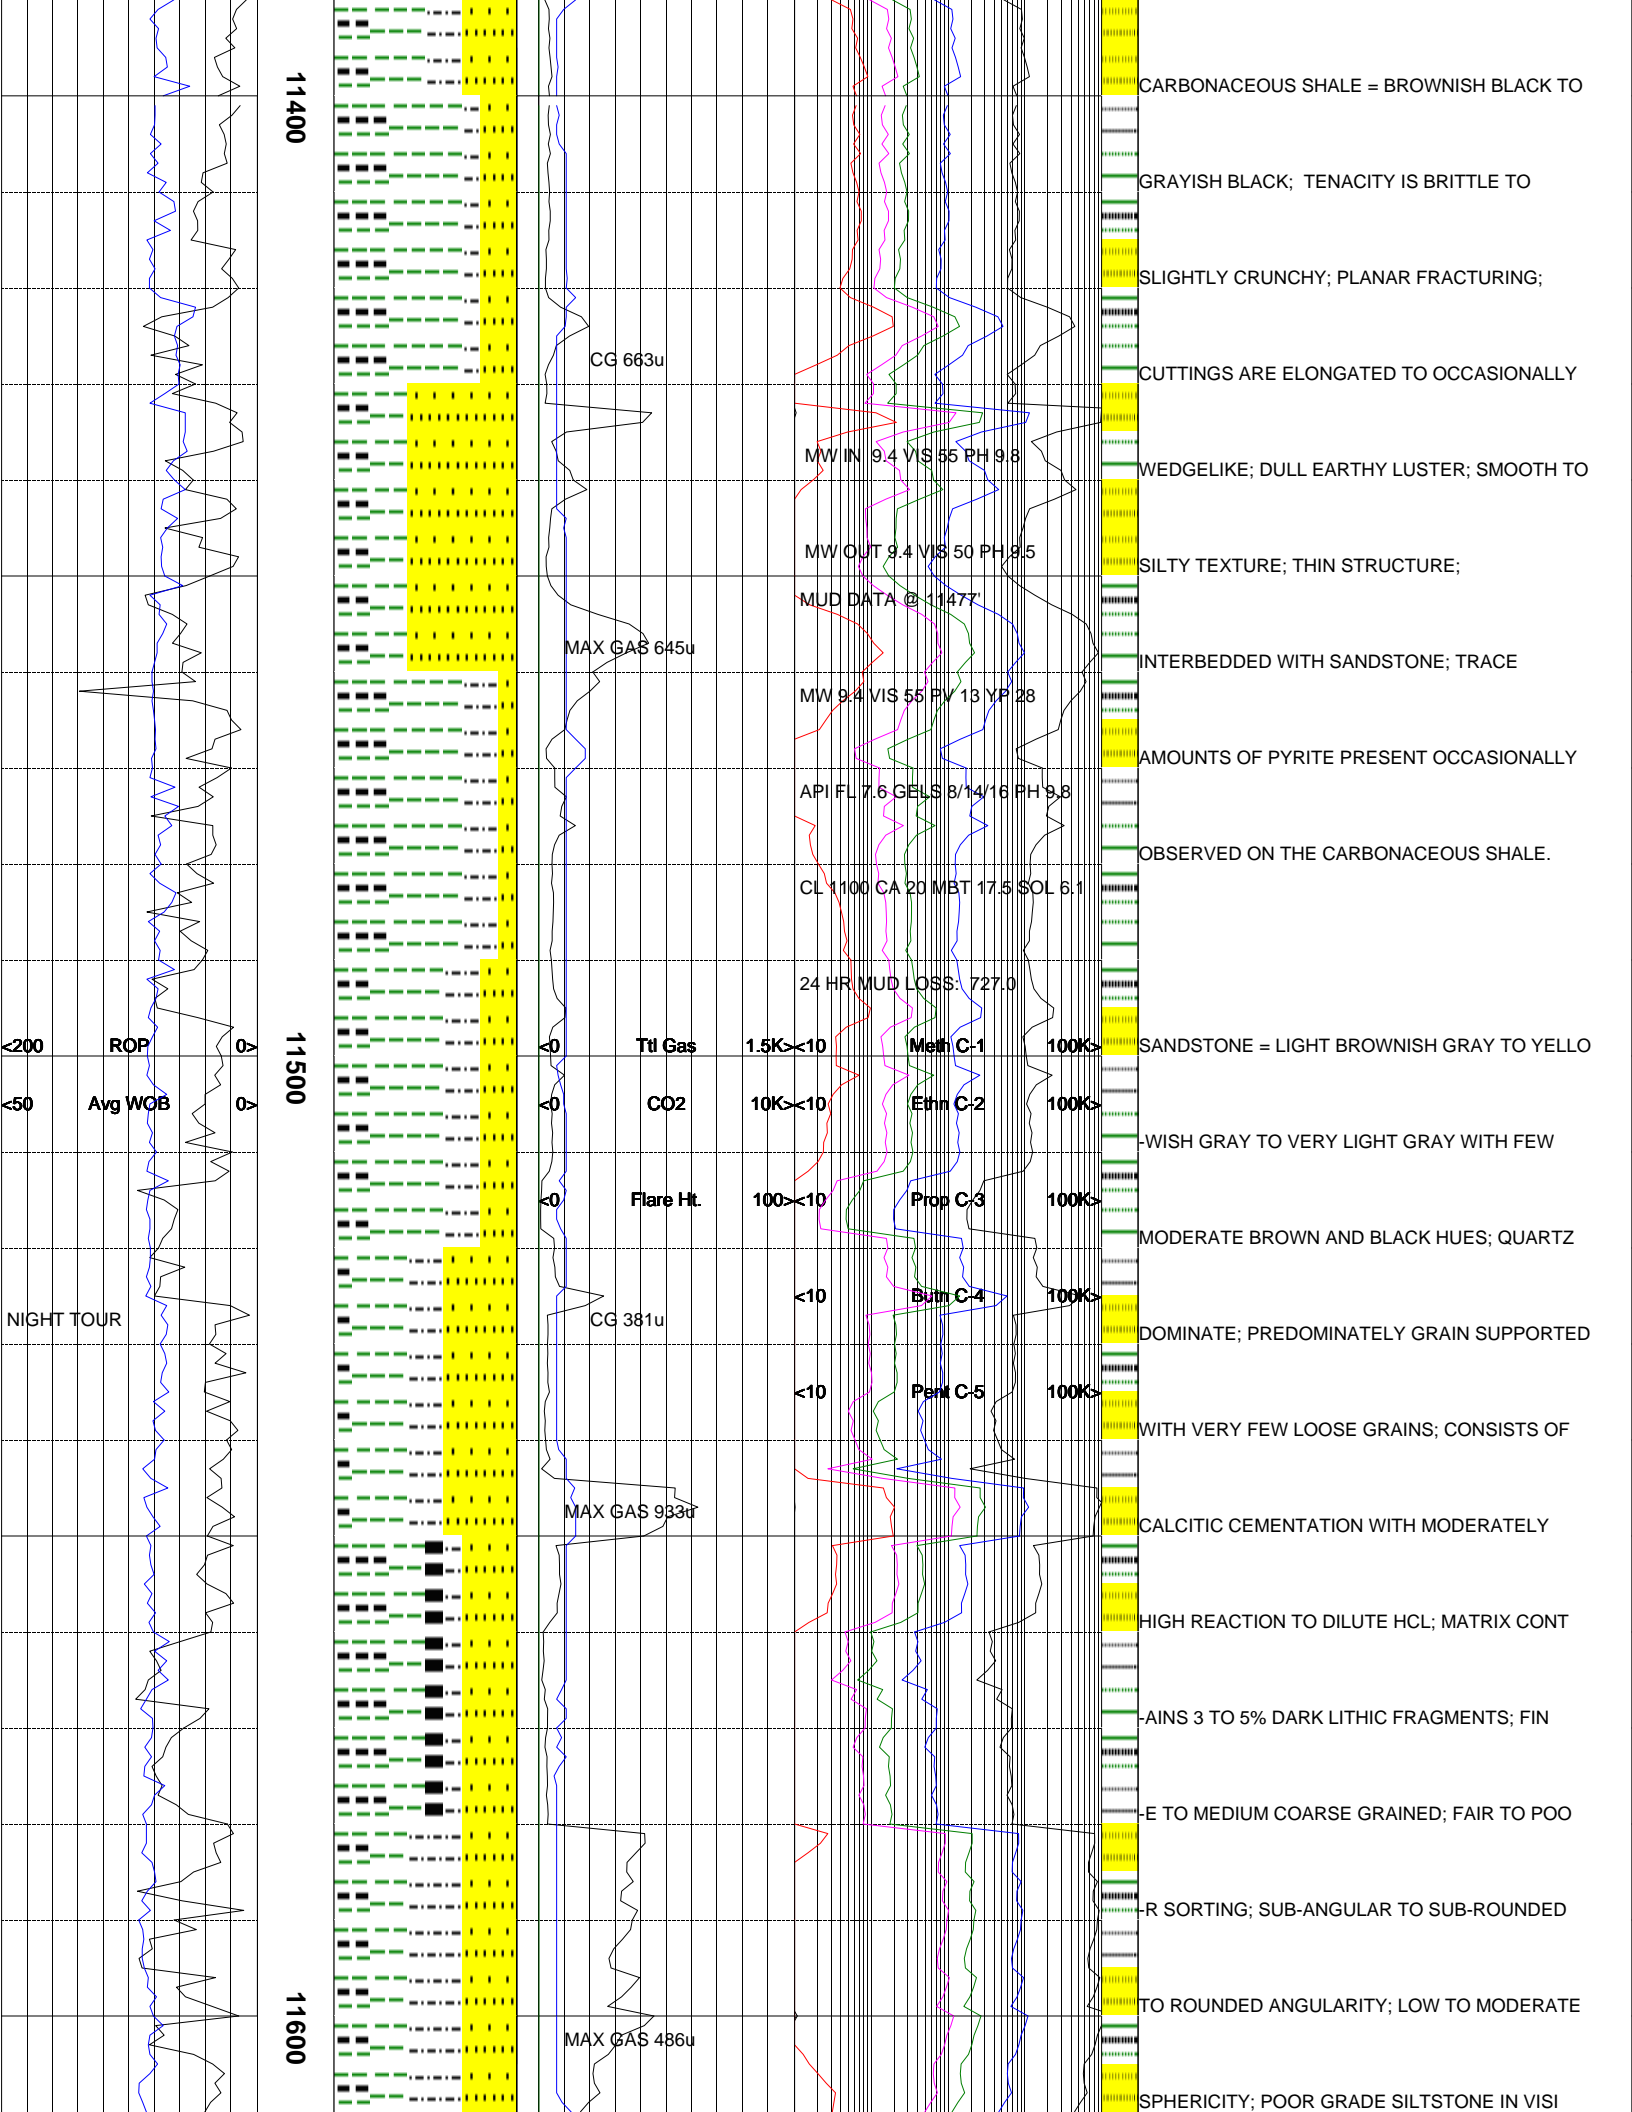 CARBONACEOUS SHALE = BROWNISH BLACK TO
11400
GRAYISH BLACK;  TENACITY IS BRITTLE TO
SLIGHTLY CRUNCHY; PLANAR FRACTURING;
CG 663u
CUTTINGS ARE ELONGATED TO OCCASIONALLY
MW IN  9.4 VIS 55 PH 9.8
WEDGELIKE; DULL EARTHY LUSTER; SMOOTH TO
MW OUT 9.4 VIS 50 PH 9.5
SILTY TEXTURE; THIN STRUCTURE;
MUD DATA @ 11477'
MAX GAS 645u
INTERBEDDED WITH SANDSTONE; TRACE
MW 9.4 VIS 55 PV 13 YP 28
AMOUNTS OF PYRITE PRESENT OCCASIONALLY
API FL 7.6 GELS 8/14/16 PH 9.8
OBSERVED ON THE CARBONACEOUS SHALE.
CL 1100 CA 20 MBT 17.5 SOL 6.1
24 HR MUD LOSS:  727.0
<200 ROP 0>
<0 Ttl Gas 1.5K>
<10 Meth C-1 100K>
SANDSTONE = LIGHT BROWNISH GRAY TO YELLO
11500
<50 Avg WOB 0>
<0 CO2 10K>
<10 Ethn C-2 100K>
-WISH GRAY TO VERY LIGHT GRAY WITH FEW
<0 Flare Ht. 100>
<10 Prop C-3 100K>
MODERATE BROWN AND BLACK HUES; QUARTZ
<10 Butn C-4 100K>
NIGHT TOUR
CG 381u
DOMINATE; PREDOMINATELY GRAIN SUPPORTED
<10 Pent C-5 100K>
WITH VERY FEW LOOSE GRAINS; CONSISTS OF
MAX GAS 933u
CALCITIC CEMENTATION WITH MODERATELY
HIGH REACTION TO DILUTE HCL; MATRIX CONT
-AINS 3 TO 5% DARK LITHIC FRAGMENTS; FIN
-E TO MEDIUM COARSE GRAINED; FAIR TO POO
-R SORTING; SUB-ANGULAR TO SUB-ROUNDED
TO ROUNDED ANGULARITY; LOW TO MODERATE
11600
MAX GAS 486u
SPHERICITY; POOR GRADE SILTSTONE IN VISI